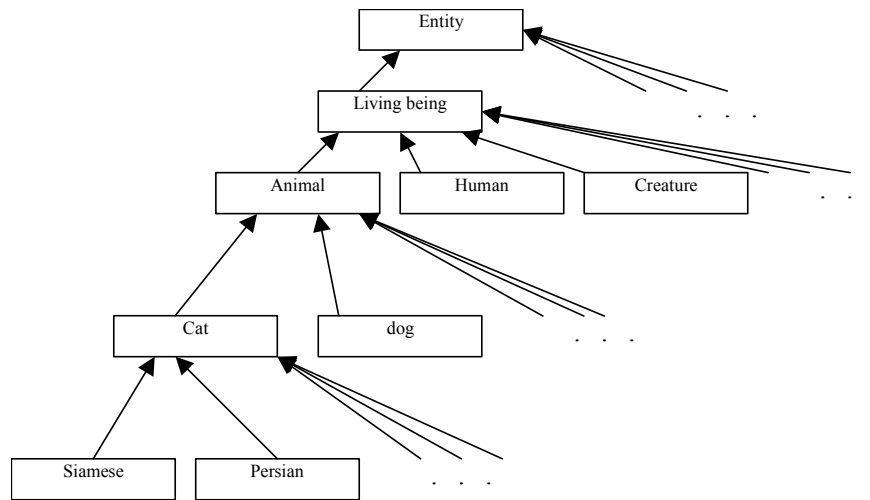 Entity
Living being
. . .
Animal
Human
Creature
. .
Cat
dog
. . .
Siamese
Persian
. . .